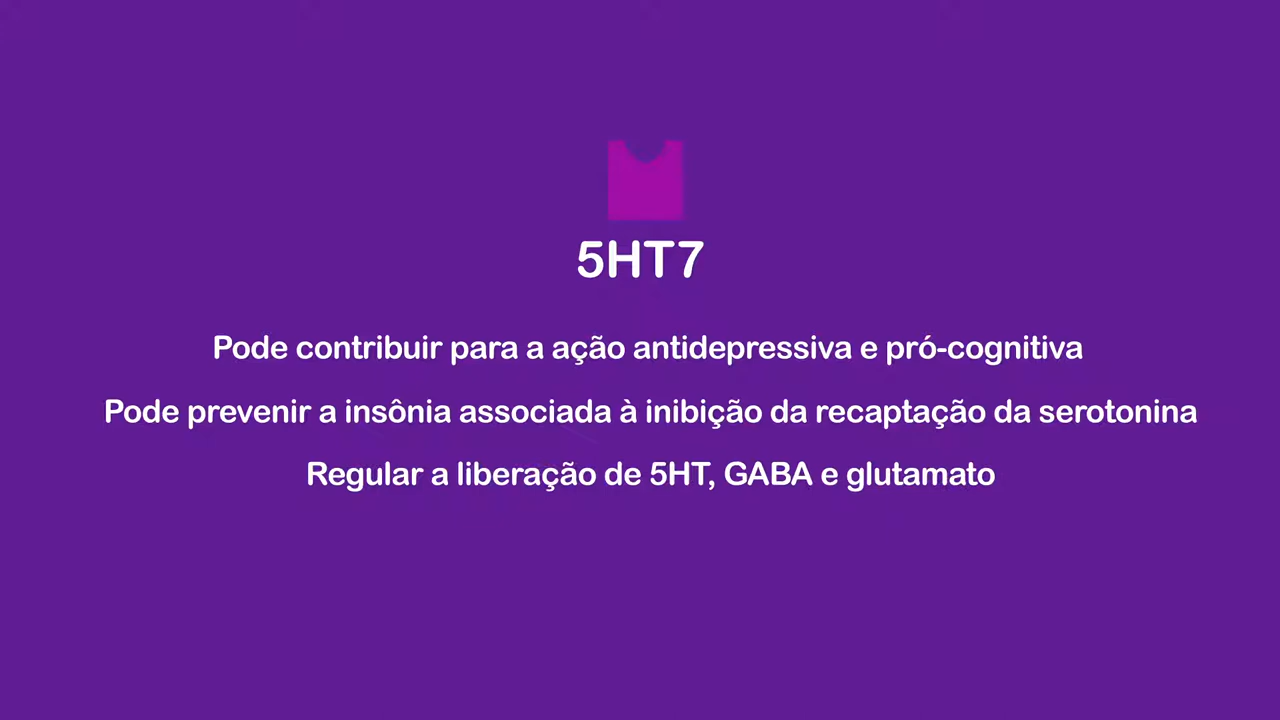 5HT7
Pode contribuir para a ação antidepressiva e pró-cognitiva
Pode prevenir a insônia associada à inibição da recaptação da serotonina
Regular a liberação de 5HT, GABA e glutamato